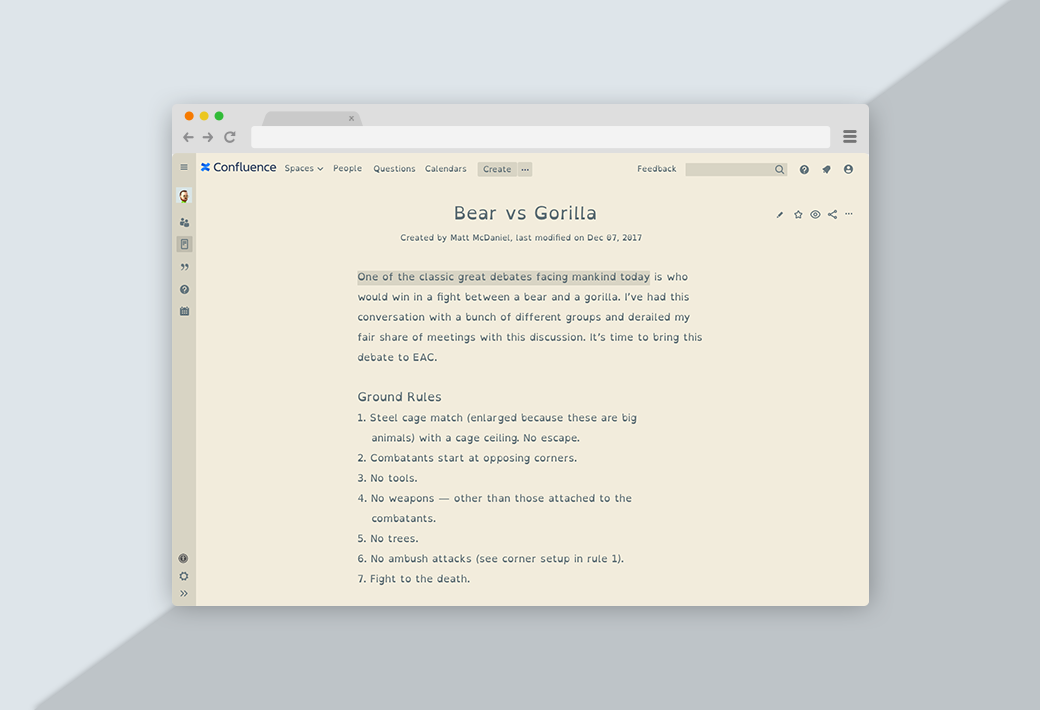 Confluence Spaces People Questions Calendars Create Feedback
Bear vs Gorilla
Created by Matt McDaniel, last modified on Dec 07, 2017
One of the classic great debates facing mankind today is who
would win in a fight between a bear and a gorilla. I've had this
conversation with a bunch of different groups and derailed my
fair share of meetings with this discussion. It's time to bring this
debate to EAC.
Ground Rules
1. Steel cage match (enlarged because these are big
animals) with a cage ceiling. No escape.
2. Combatants start at opposing corners.
3. No tools.
4. No weapons — other than those attached to the
combatants.
5. No trees.
6. No ambush attacks (see corner setup in rule 1).
7. Fight to the death.